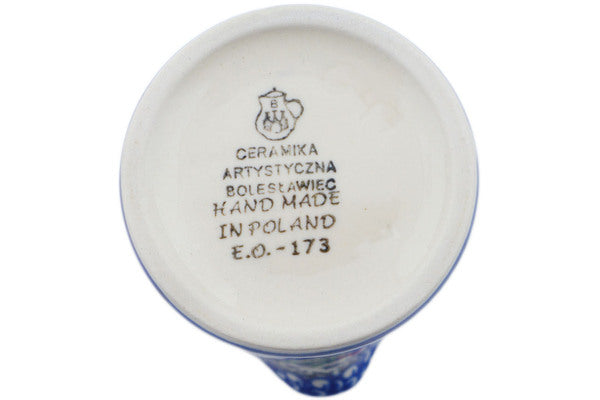 B
CERAMIKA
ARTYSTYCZNA
BOLESŁAWIEC
HAND MADE
IN POLAND
E.O.-173